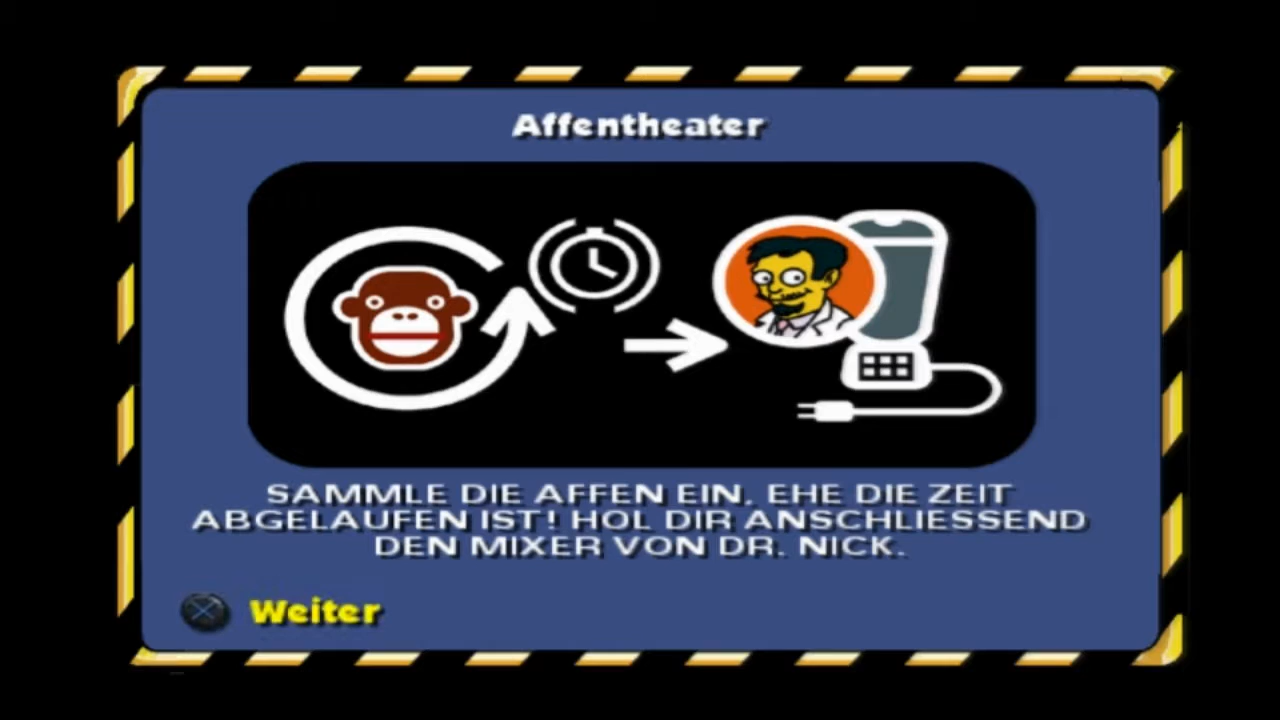 Affentheater
SAMMLE DIE AFFEN EIN, EHE DIE ZEIT
ABGELAUFEN IST! HOL DIR ANSCHLIESSEND
DEN MIXER VON DR. NICK.
Weiter